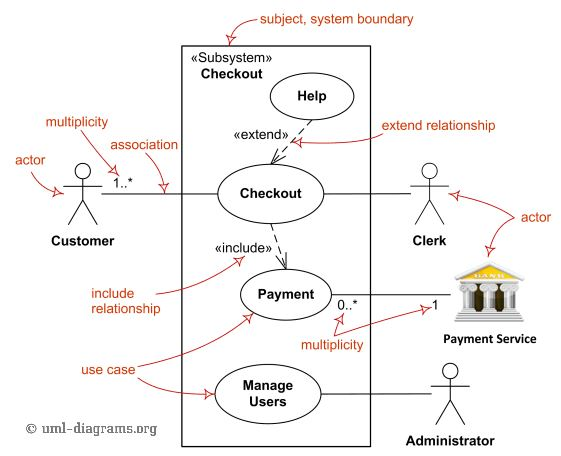 subject, system boundary
«Subsystem»
Checkout
Help
multiplicity
«extend»
extend relationship
association
actor
1..*
Checkout
Customer
Clerk
actor
«include»
BANK
include
relationship
Payment
0..*
1
Payment Service
multiplicity
use case
Manage
Users
© uml-diagrams.org
Administrator